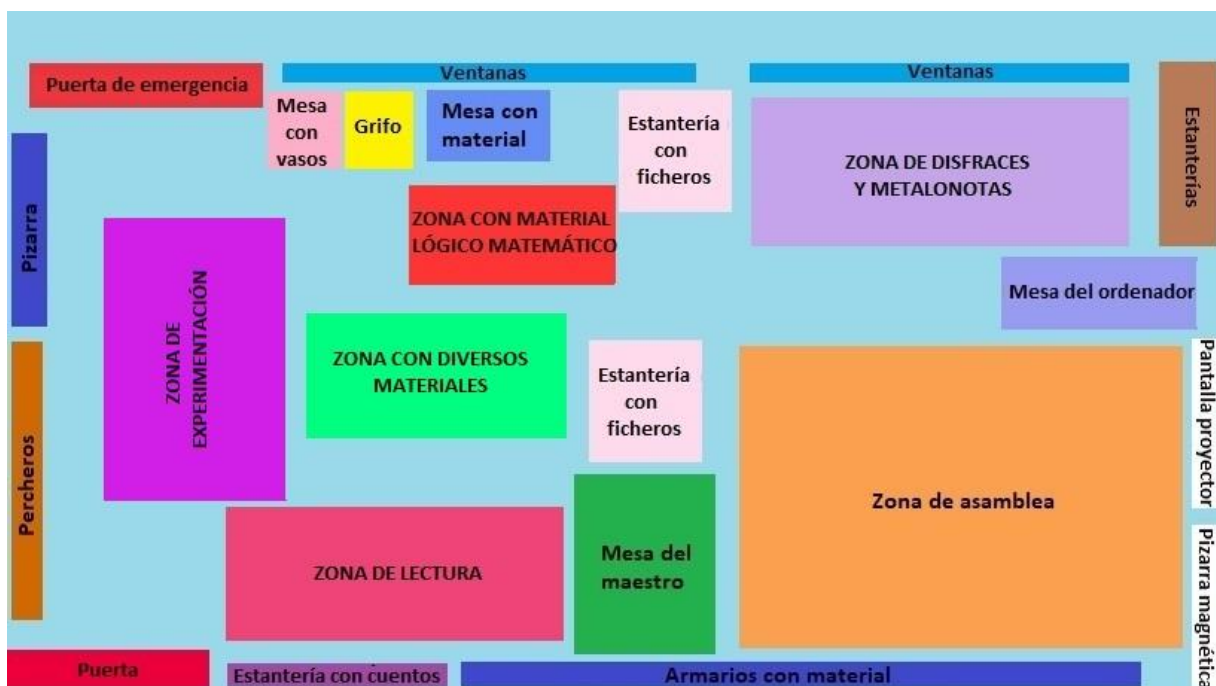 Puerta de emergencia
Ventanas
Ventanas
Mesa
con
vasos
Grifo
Mesa con
material
Estantería
con
ficheros
ZONA DE DISFRACES
Y METALONOTAS
Estanterías
Pizarra
ZONA CON MATERIAL
LÓGICO MATEMÁTICO
ZONA DE
EXPERIMENTACIÓN
Mesa del ordenador
ZONA CON DIVERSOS
MATERIALES
Estantería
con
ficheros
Pantalla proyector
Percheros
Zona de asamblea
ZONA DE LECTURA
Mesa del
maestro
Pizarra magnética
Puerta
Estantería con cuentos
Armarios con material